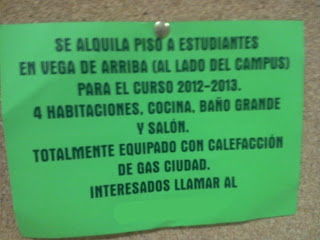 SE ALQUILA PISO A ESTUDIANTES
EN VEGA DE ARRIBA (AL LADO DEL CAMPUS)
PARA EL CURSO 2012-2013.
4 HABITACIONES, COCINA, BAÑO GRANDE
Y SALÓN.
TOTALMENTE EQUIPADO CON CALEFACCIÓN
DE GAS CIUDAD.
INTERESADOS LLAMAR AL